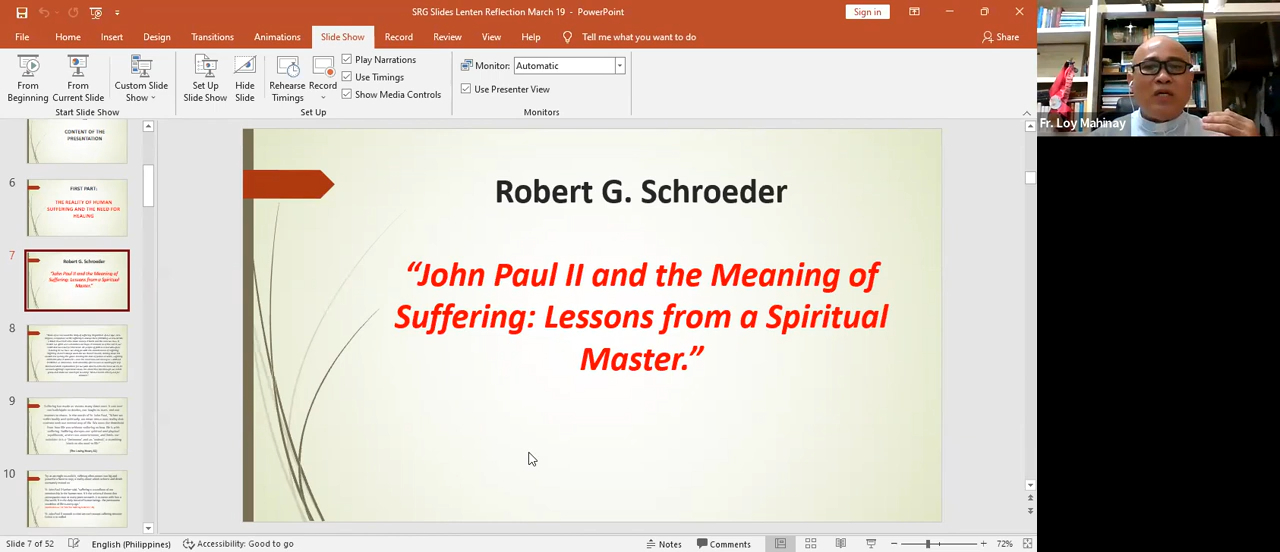 SRG Slides Lenten Reflection March 19 - PowerPoint
Sign in
File Home Insert Design Transitions Animations Slide Show Record Review View Help Tell me what you want to do Share
From Beginning
From Current Slide
Custom Slide Show
Set Up Slide Show
Hide Slide
Rehearse Timings
Record
Play Narrations
Use Timings
Show Media Controls
Monitor: Automatic
Use Presenter View
Start Slide Show Set Up Monitors
CONTENT OF THE
PRESENTATION
6
FIRST PART:
THE REALITY OF HUMAN
SUFFERING AND THE NEED FOR
HEALING
7
Robert G. Schroeder
"John Paul II and the Meaning of
Suffering: Lessons from a Spiritual
Master."
8
9
10
Robert G. Schroeder
“John Paul II and the Meaning of
Suffering: Lessons from a Spiritual
Master.”
Fr. Loy Mahinay
Slide 7 of 52 English (Philippines) Accessibility: Good to go Notes Comments 72%